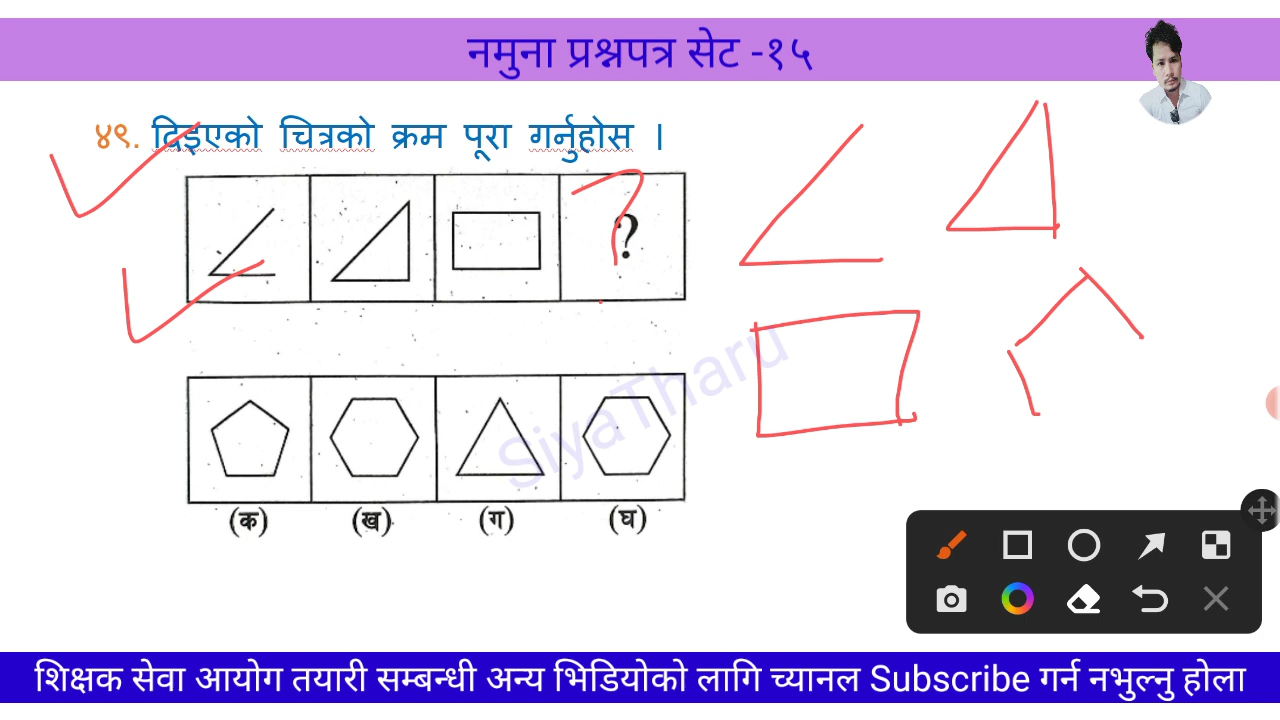 नमुना प्रश्नपत्र सेट -१५
४९. दिइएको चित्रको क्रम पूरा गर्नुहोस ।
?
SiyaTharu
(क) (ख) (ग) (घ)
शिक्षक सेवा आयोग तयारी सम्बन्धी अन्य भिडियोको लागि च्यानल Subscribe गर्न नभुल्नु होला